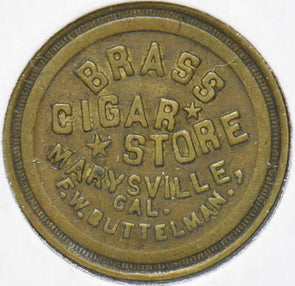 BRASS
CIGAR
STORE
MARYSVILLE,
CAL.
F.W. BUTTELMAN.,